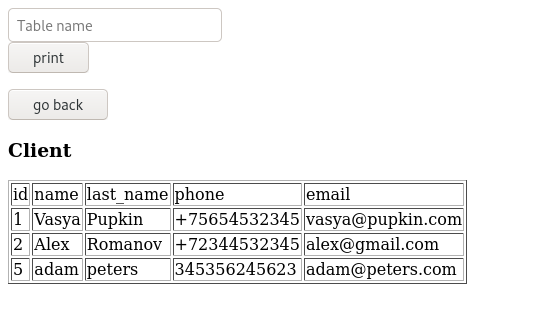 Table name
print
go back
Client
id name last_name phone email
1 Vasya Pupkin +75654532345 vasya@pupkin.com
2 Alex Romanov +72344532345 alex@gmail.com
5 adam peters 345356245623 adam@peters.com